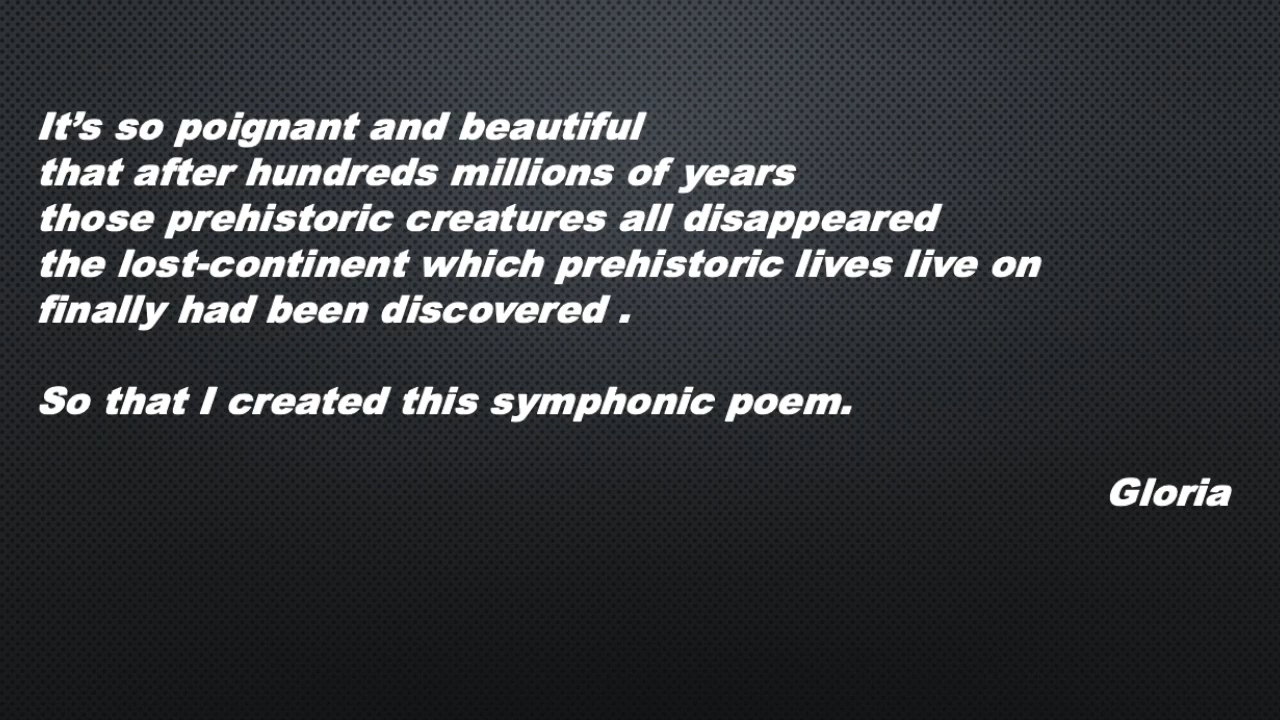 It’s so poignant and beautiful
that after hundreds millions of years
those prehistoric creatures all disappeared
the lost-continent which prehistoric lives live on
finally had been discovered .
So that I created this symphonic poem.
Gloria